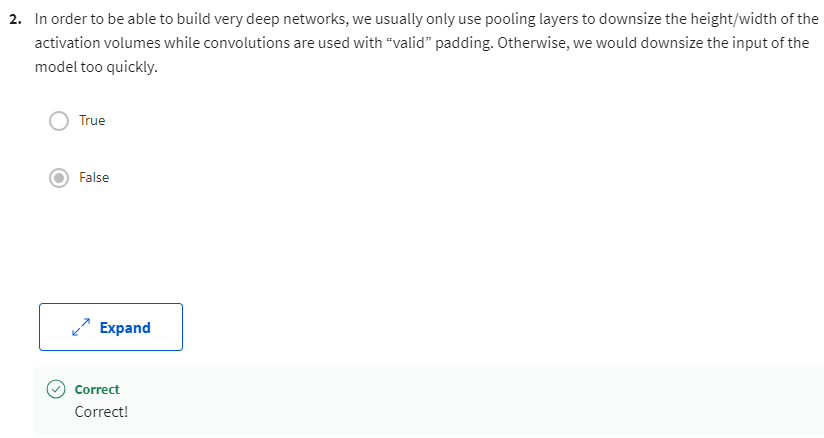 2. In order to be able to build very deep networks, we usually only use pooling layers to downsize the height/width of the
activation volumes while convolutions are used with “valid” padding. Otherwise, we would downsize the input of the
model too quickly.
True
False
Expand
Correct
Correct!